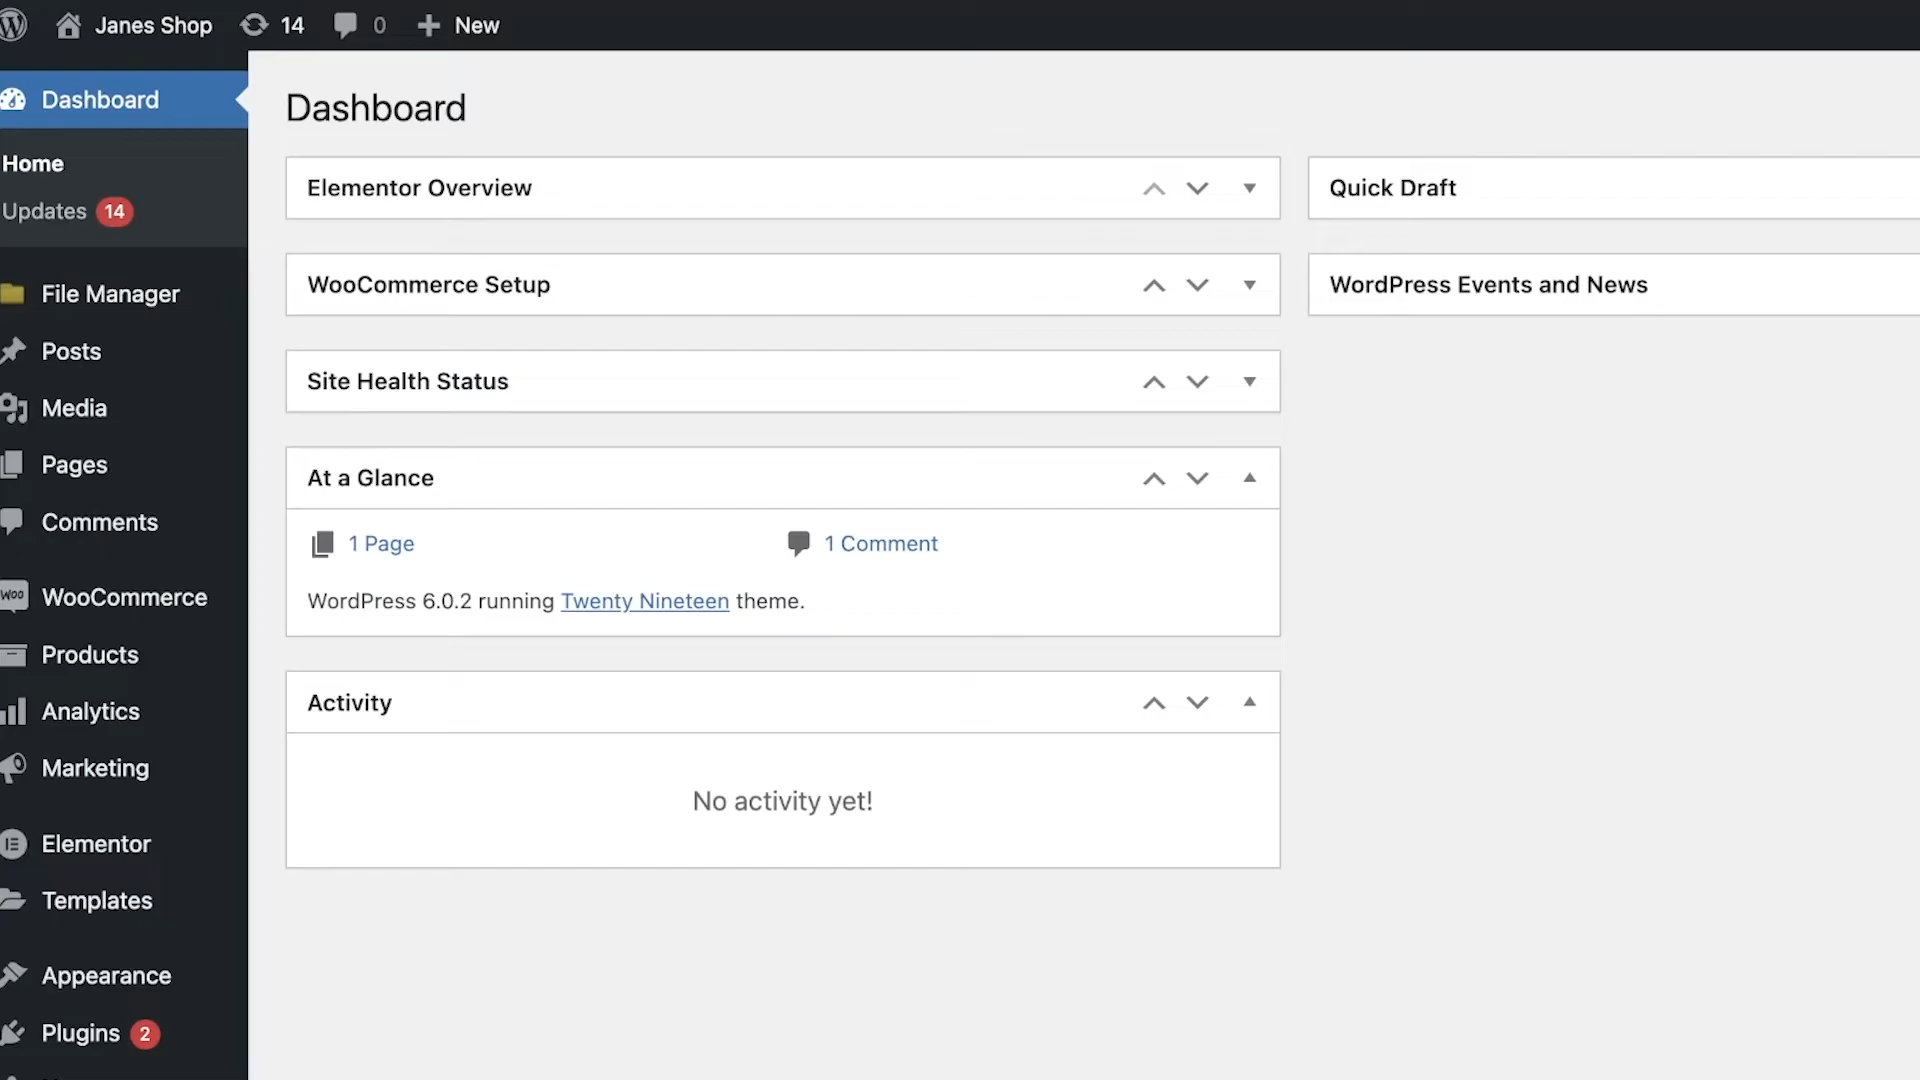 Janes Shop 14 0 New
Dashboard
Home
Updates 14
File Manager
Posts
Media
Pages
Comments
Woo WooCommerce
Products
Analytics
Marketing
Elementor
Templates
Appearance
Plugins 2
Dashboard
Elementor Overview
WooCommerce Setup
Site Health Status
At a Glance
1 Page 1 Comment
WordPress 6.0.2 running Twenty Nineteen theme.
Activity
No activity yet!
Quick Draft
WordPress Events and News